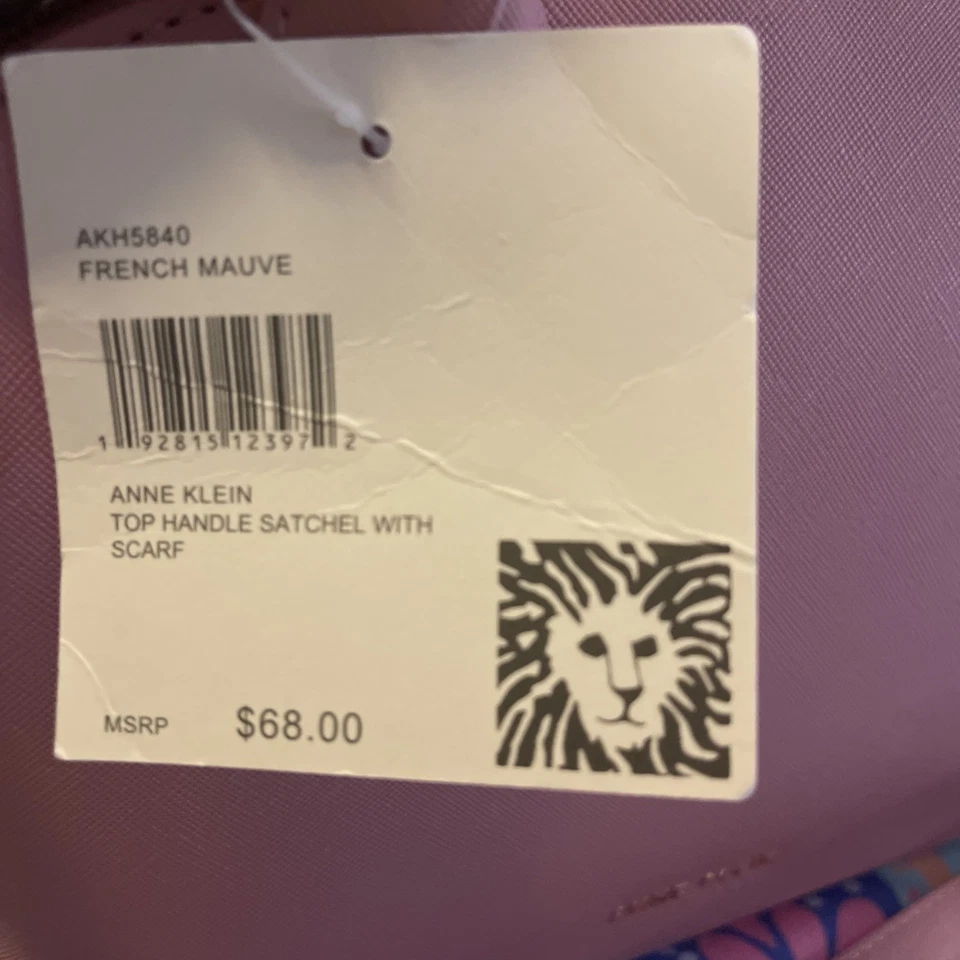 AKH5840
FRENCH MAUVE
1 92815 12397 2
ANNE KLEIN
TOP HANDLE SATCHEL WITH
SCARF
MSRP $68.00